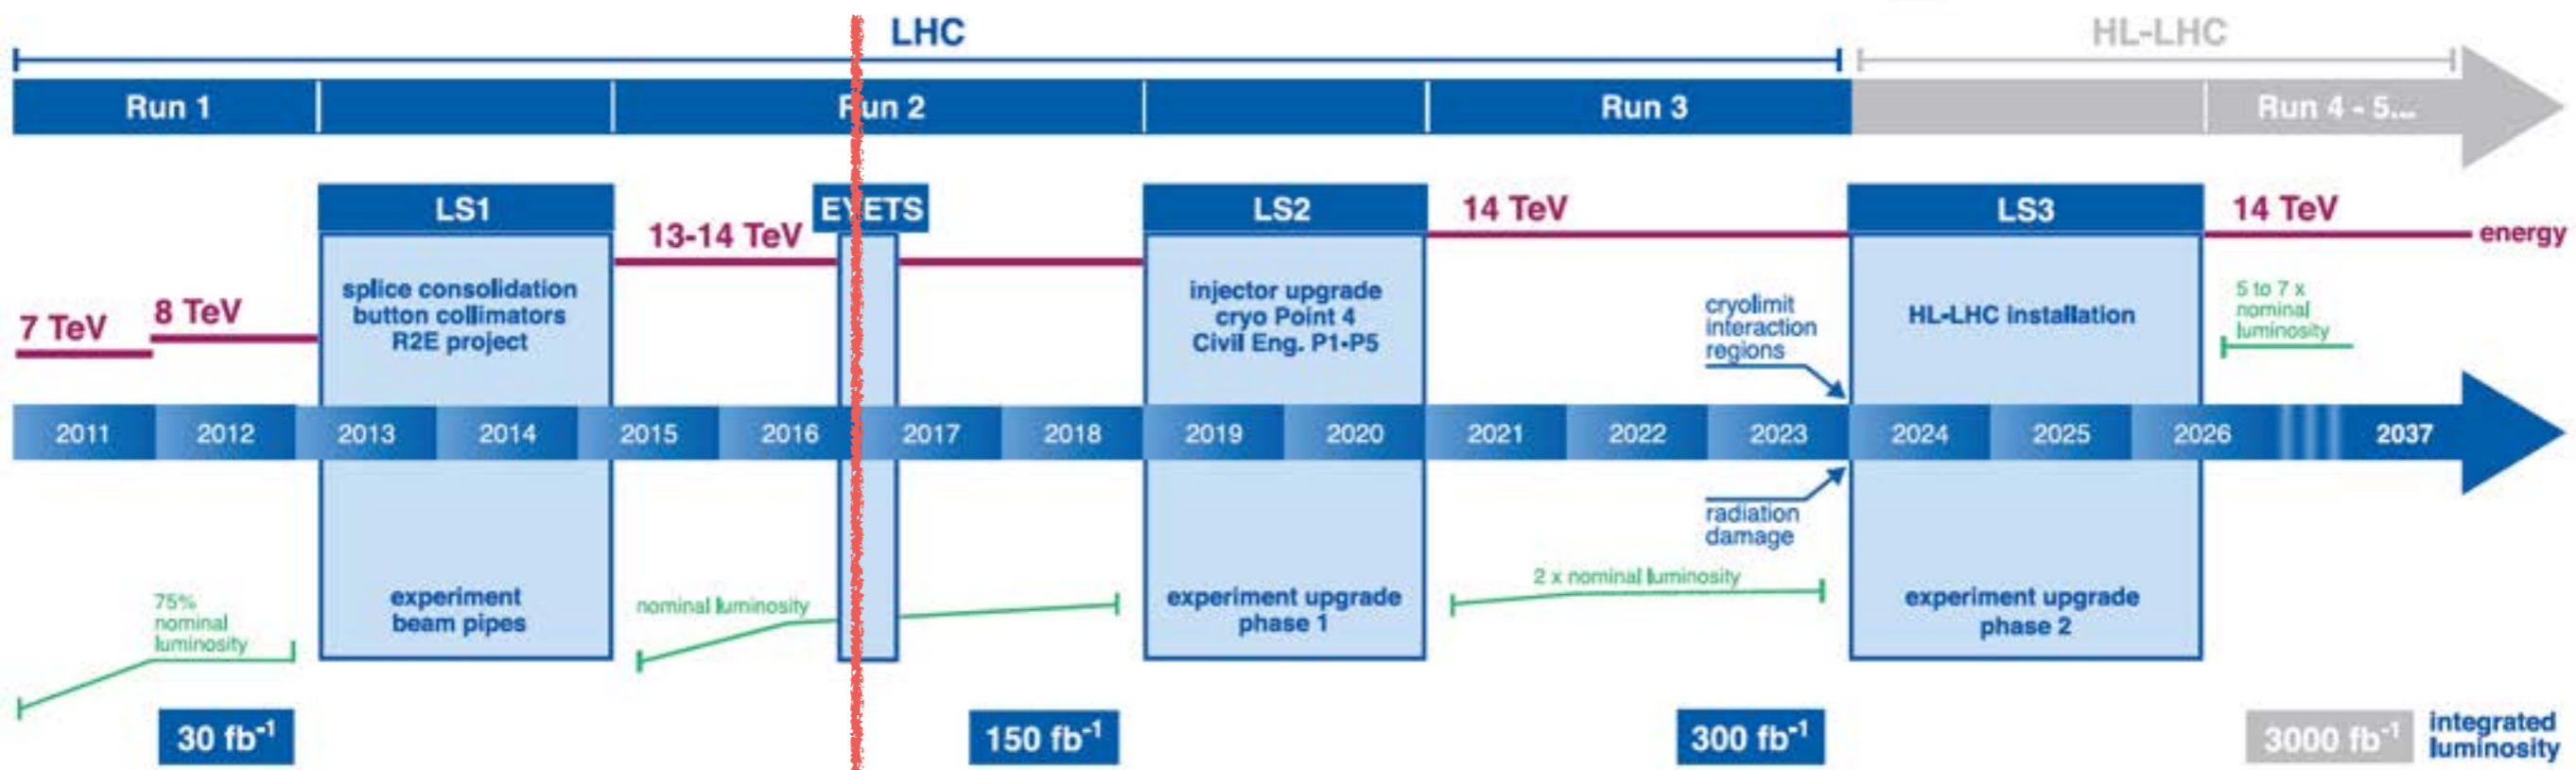 LHC
HL-LHC
Run 1
Run 2
Run 3
Run 4 - 5...
LS1
EYETS
LS2
14 TeV
LS3
14 TeV
energy
13-14 TeV
7 TeV
8 TeV
splice consolidation
button collimators
R2E project
injector upgrade
cryo Point 4
Civil Eng. P1-P5
cryolimit
interaction
regions
HL-LHC installation
5 to 7 x
nominal
luminosity
2011
2012
2013
2014
2015
2016
2017
2018
2019
2020
2021
2022
2023
2024
2025
2026
2037
radiation
damage
75%
nominal
luminosity
experiment
beam pipes
nominal luminosity
experiment upgrade
phase 1
2 x nominal luminosity
experiment upgrade
phase 2
30 fb⁻¹
150 fb⁻¹
300 fb⁻¹
3000 fb⁻¹
integrated
luminosity